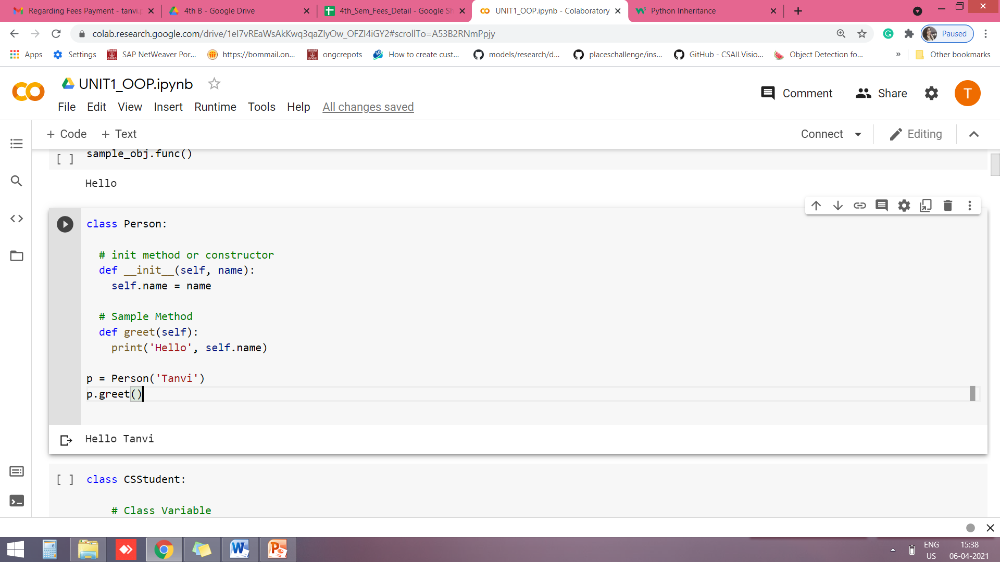 Regarding Fees Payment - tanvi.p
4th B - Google Drive
4th_Sem_Fees_Detail - Google Sh
UNIT1_OOP.ipynb - Colaboratory
Python Inheritance
colab.research.google.com/drive/1eI7vREaWsAkKwq3qaZIyOw_OFZI4iGY2#scrollTo=A53B2RNmPpjy
Paused
Apps
Settings
SAP NetWeaver Por...
https://bommail.on...
ongcrepots
How to create cust...
models/research/d...
placeschallenge/ins...
GitHub - CSAILVisio...
Object Detection fo...
»
Other bookmarks
UNIT1_OOP.ipynb
Comment
Share
T
File Edit View Insert Runtime Tools Help All changes saved
+ Code + Text
Connect
Editing
[ ] sample_obj.func()
Hello
class Person:
# init method or constructor
def __init__(self, name):
self.name = name
# Sample Method
def greet(self):
print('Hello', self.name)
p = Person('Tanvi')
p.greet()
Hello Tanvi
[ ] class CSStudent:
# Class Variable
ENG
US
15:38
06-04-2021